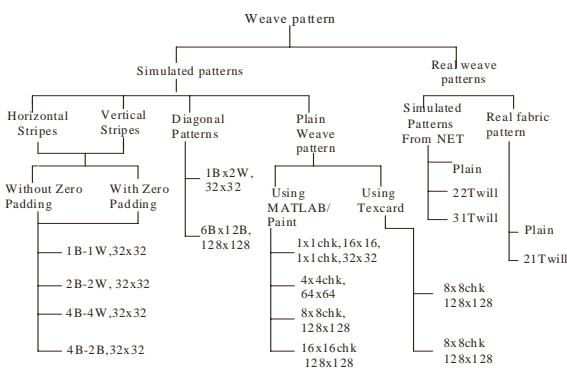 Weave pattern
Simulated patterns
Real weave
patterns
Horizontal
Stripes
Vertical
Stripes
Diagonal
Patterns
Plain
Weave
pattern
Simulated
Patterns
From NET
Real fabric
pattern
Without Zero
Padding
With Zero
Padding
1B-1W,32x32
2B-2W, 32x32
4B-4W,32x32
4B-2B,32x32
1Bx2W,
32x32
6Bx12B,
128x128
Using
MATLAB/
Paint
1x1chk,16x16,
1x1chk,32x32
4x4chk,
64x64
8x8chk,
128x128
16x16chk
128x128
Using
Texcard
8x8chk
128x128
8x8chk
128x128
Plain
22Twill
31Twill
Plain
21Twill